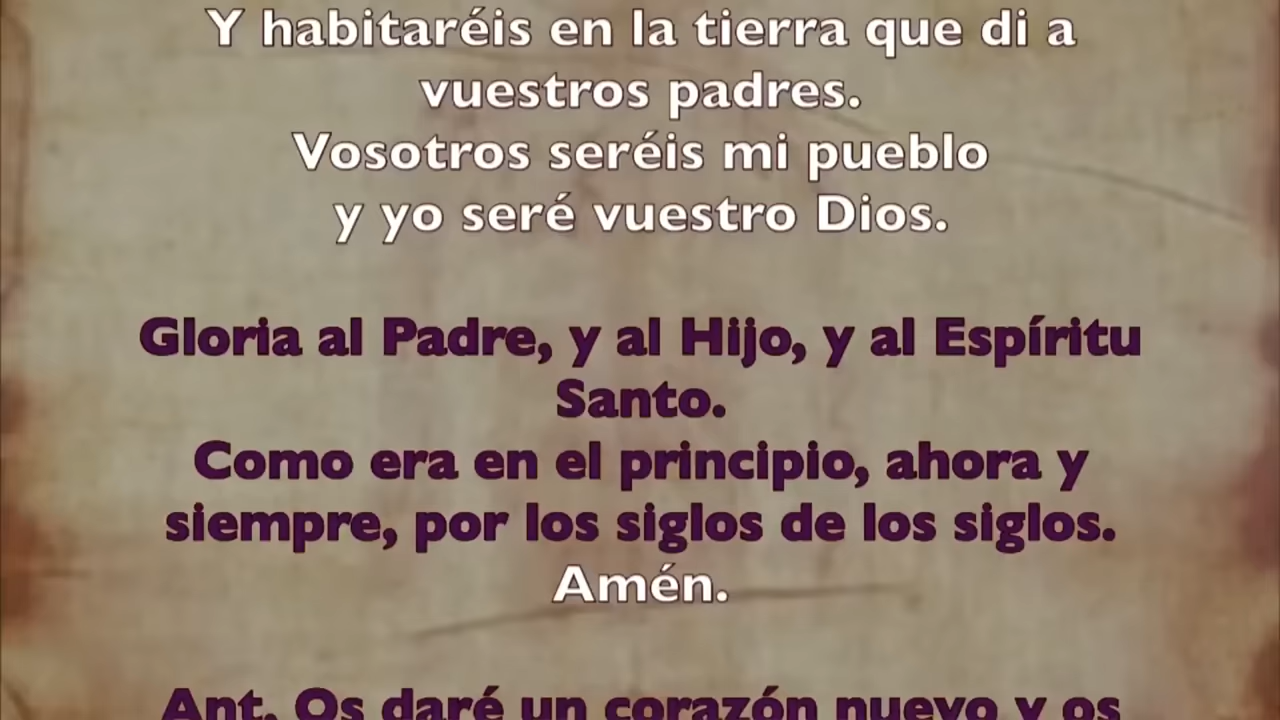 Y habitaréis en la tierra que di a
vuestros padres.
Vosotros seréis mi pueblo
y yo seré vuestro Dios.
Gloria al Padre, y al Hijo, y al Espíritu
Santo.
Como era en el principio, ahora y
siempre, por los siglos de los siglos.
Amén.
Ant. Os daré un corazón nuevo y os